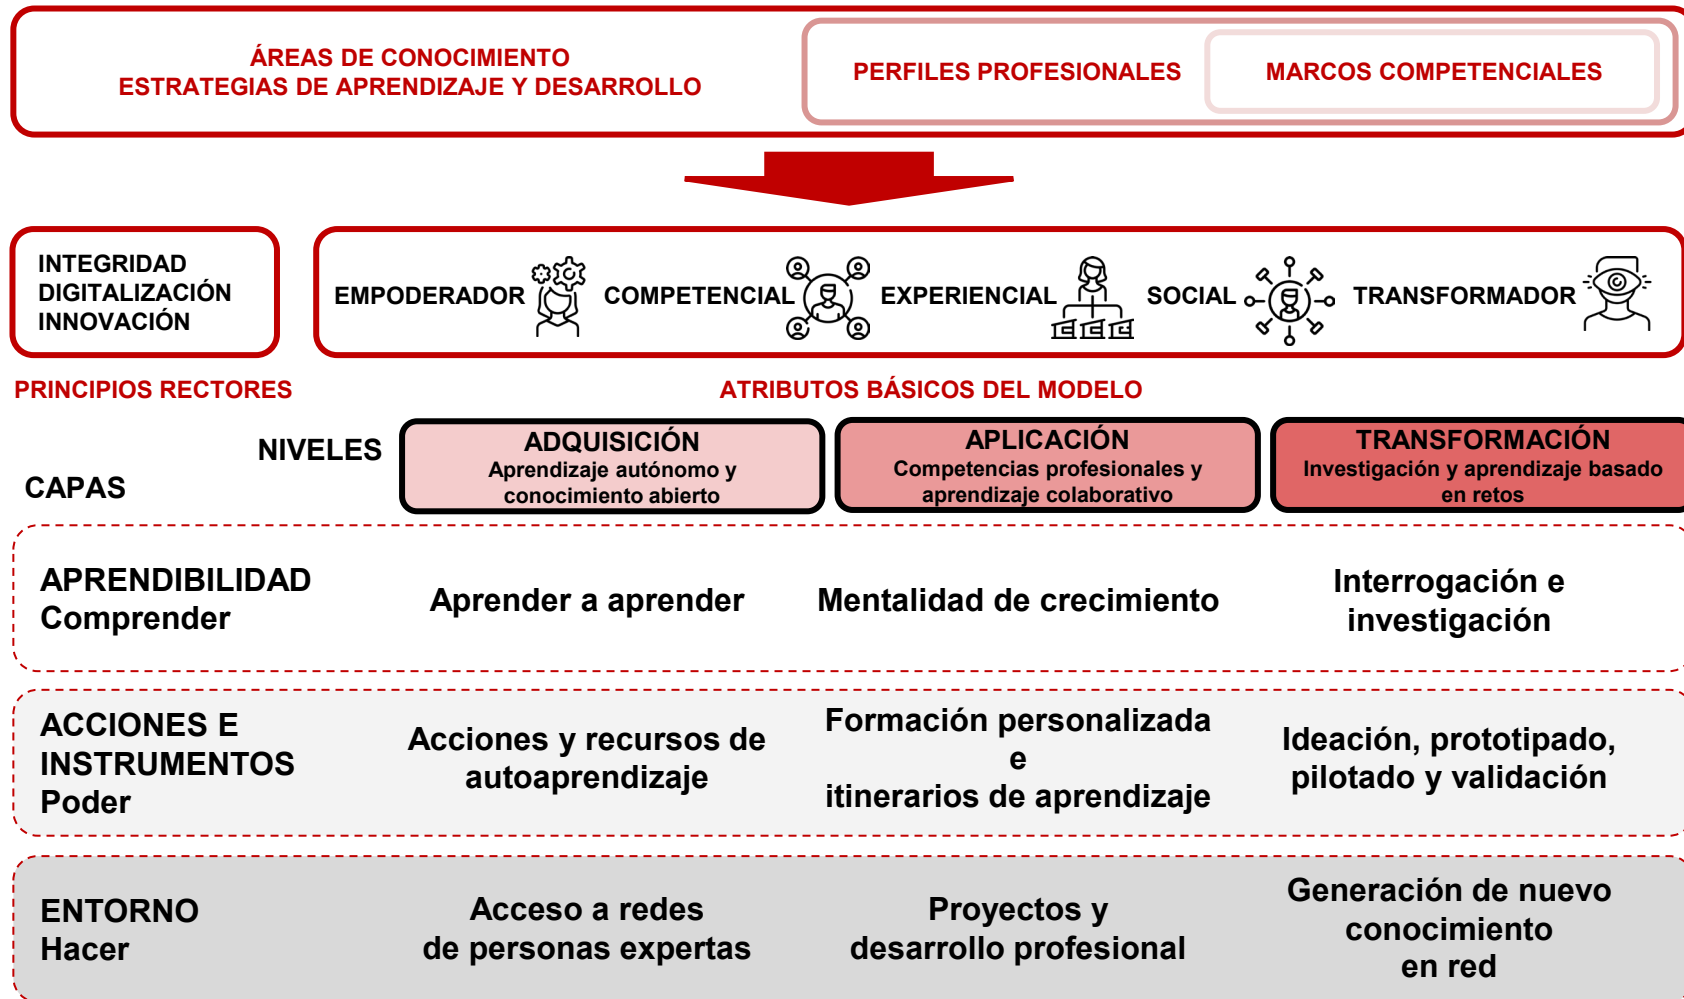 ÁREAS DE CONOCIMIENTO
ESTRATEGIAS DE APRENDIZAJE Y DESARROLLO
PERFILES PROFESIONALES
MARCOS COMPETENCIALES
INTEGRIDAD
DIGITALIZACIÓN
INNOVACIÓN
EMPODERADOR
COMPETENCIAL
EXPERIENCIAL
SOCIAL
TRANSFORMADOR
PRINCIPIOS RECTORES
ATRIBUTOS BÁSICOS DEL MODELO
NIVELES
CAPAS
ADQUISICIÓN
Aprendizaje autónomo y
conocimiento abierto
APLICACIÓN
Competencias profesionales y
aprendizaje colaborativo
TRANSFORMACIÓN
Investigación y aprendizaje basado
en retos
APRENDIBILIDAD
Comprender
Aprender a aprender
Mentalidad de crecimiento
Interrogación e
investigación
ACCIONES E
INSTRUMENTOS
Poder
Acciones y recursos de
autoaprendizaje
Formación personalizada
e
itinerarios de aprendizaje
Ideación, prototipado,
pilotado y validación
ENTORNO
Hacer
Acceso a redes
de personas expertas
Proyectos y
desarrollo profesional
Generación de nuevo
conocimiento
en red